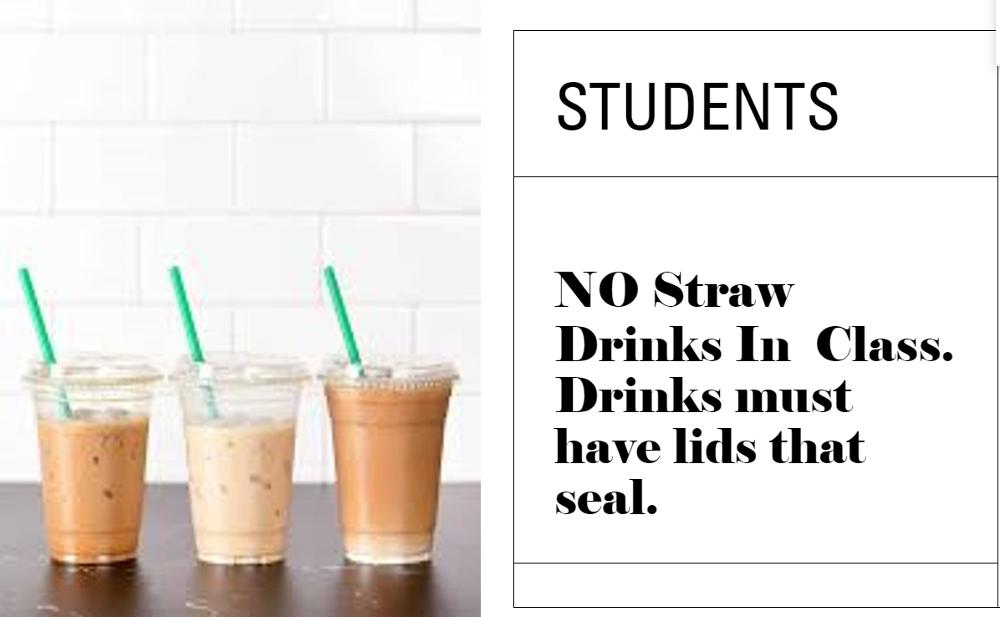 STUDENTS
NO Straw
Drinks In  Class.
Drinks must
have lids that
seal.